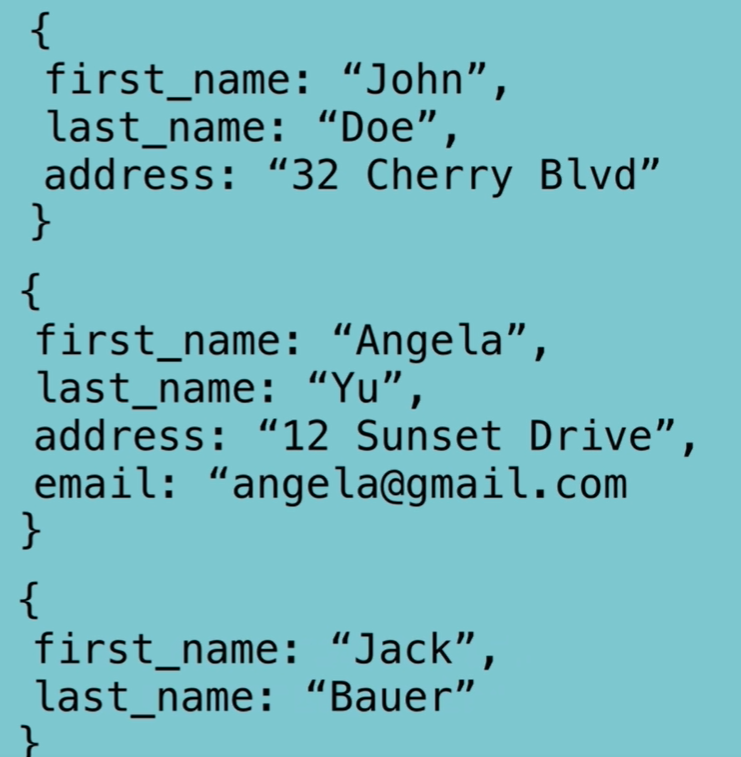 {
first_name: “John”,
last_name: “Doe”,
address: “32 Cherry Blvd”
}
{
first_name: “Angela”,
last_name: “Yu”,
address: “12 Sunset Drive”,
email: “angela@gmail.com
}
{
first_name: “Jack”,
last_name: “Bauer”
}